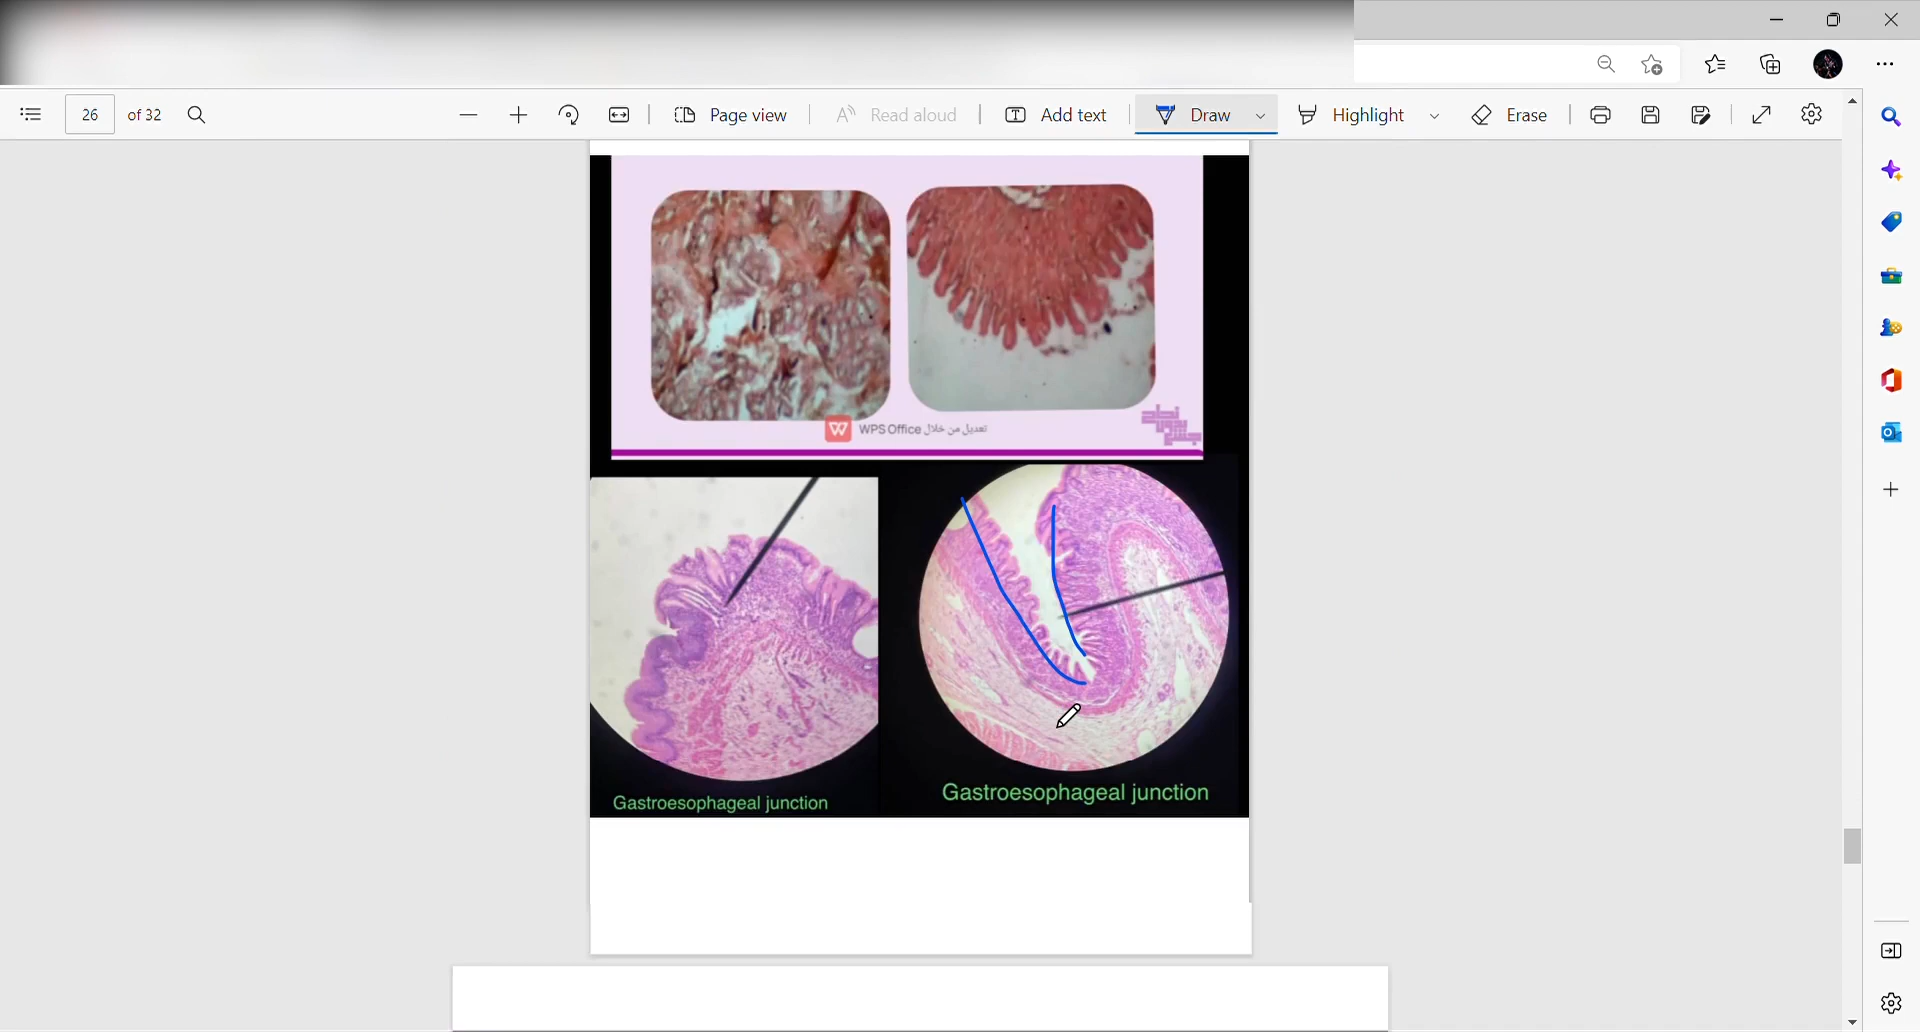 26 of 32
Page view
Read aloud
Add text
Draw
Highlight
Erase
تعديل من خلال WPS Office
Gastroesophageal junction
Gastroesophageal junction